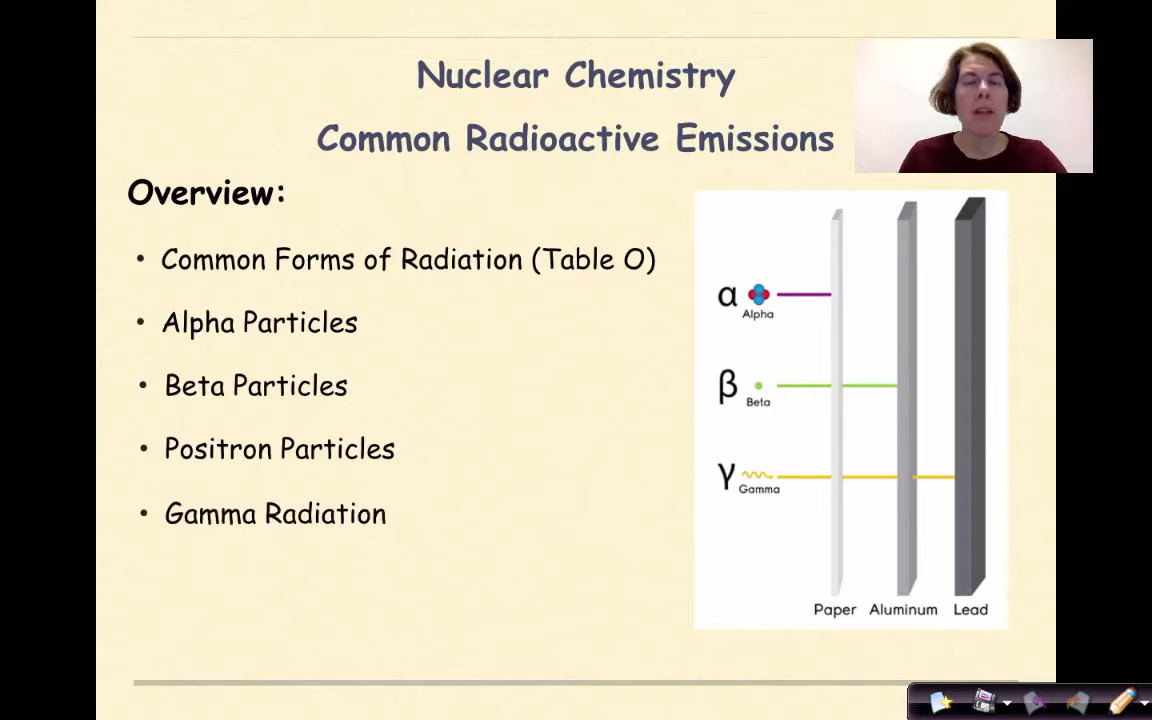 Nuclear Chemistry
Common Radioactive Emissions
Overview:
• Common Forms of Radiation (Table O)
• Alpha Particles
• Beta Particles
• Positron Particles
• Gamma Radiation
α
Alpha
β
Beta
γ
Gamma
Paper Aluminum Lead